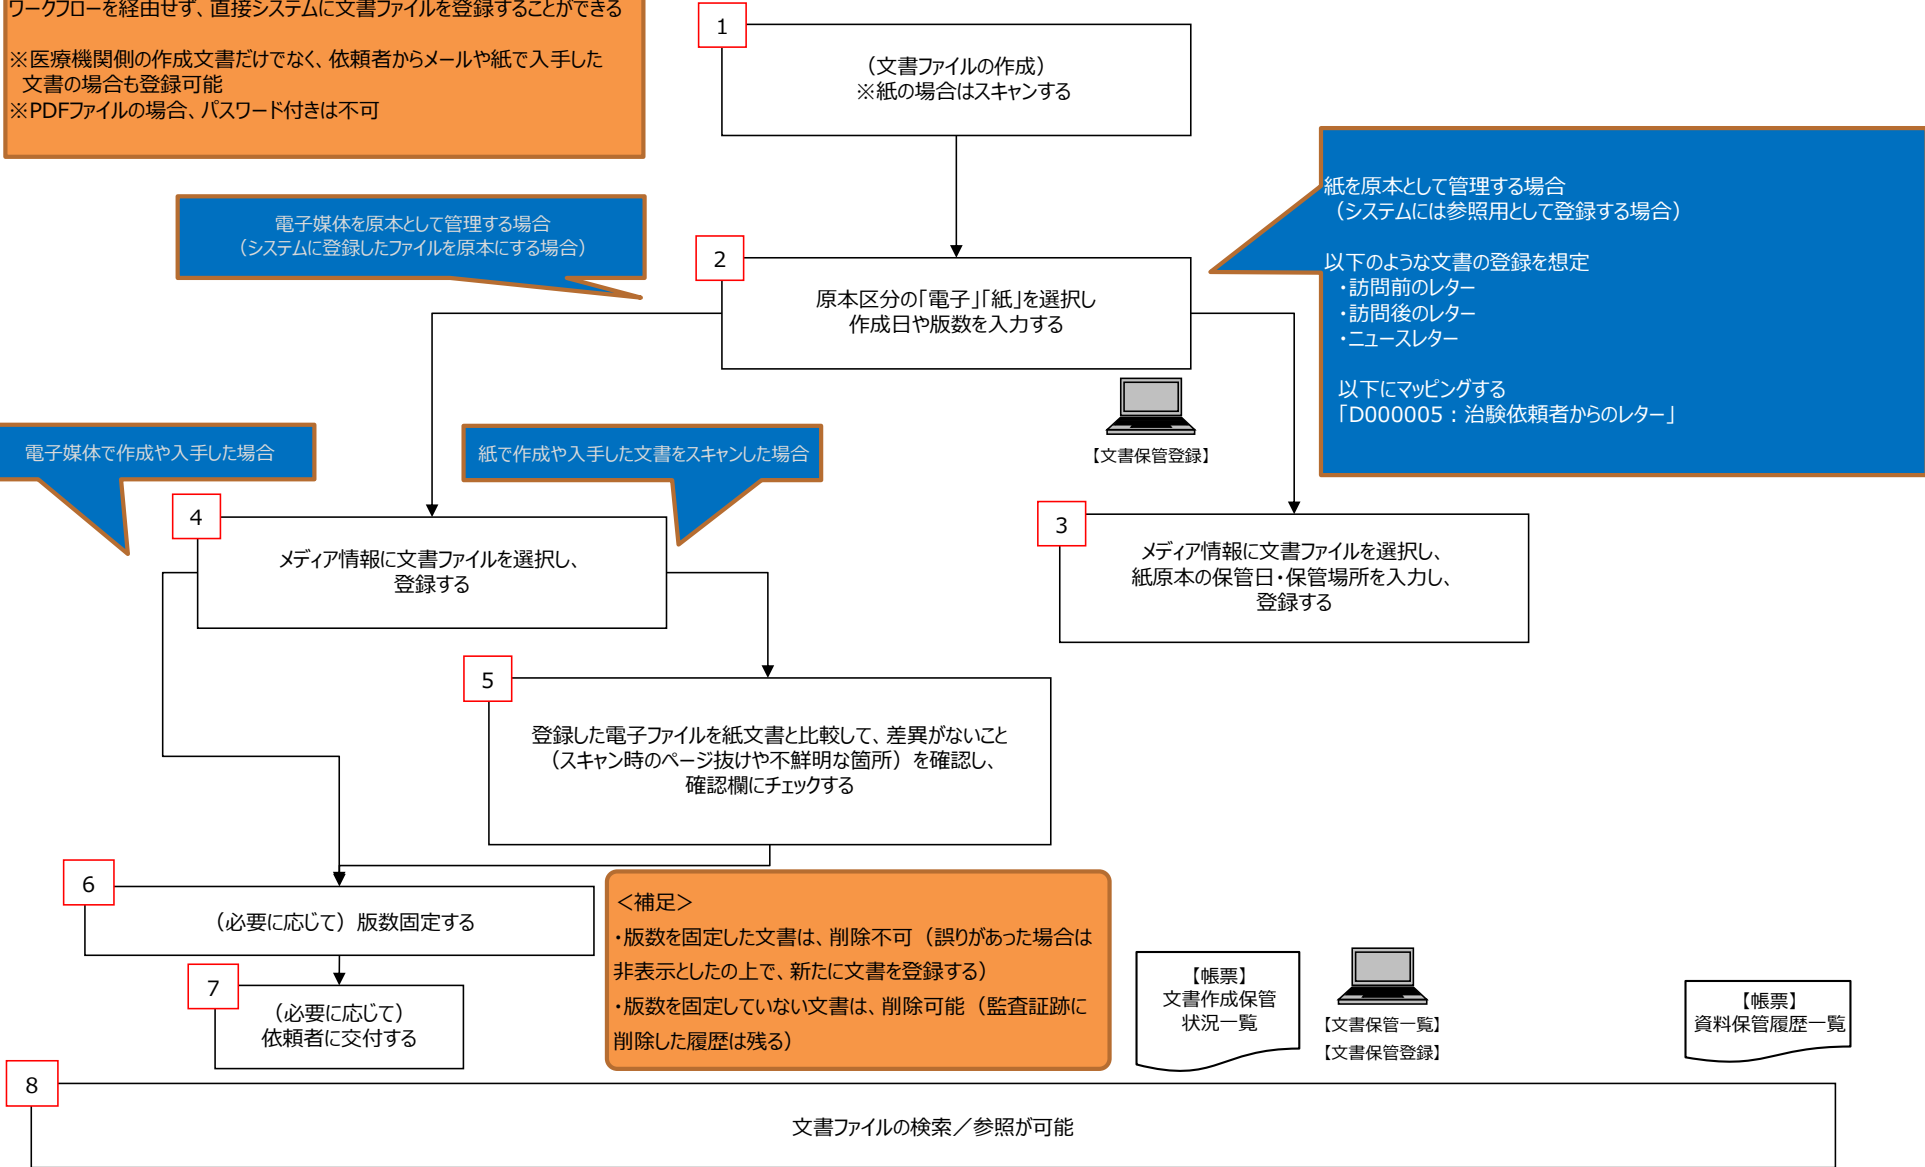 ワークフローを経由せず、直接システムに文書ファイルを登録することができる
※医療機関側の作成文書だけでなく、依頼者からメールや紙で入手した
文書の場合も登録可能
※PDFファイルの場合、パスワード付きは不可
1
（文書ファイルの作成）
※紙の場合はスキャンする
電子媒体を原本として管理する場合
（システムに登録したファイルを原本にする場合）
2
原本区分の「電子」「紙」を選択し
作成日や版数を入力する
紙を原本として管理する場合
（システムには参照用として登録する場合）
以下のような文書の登録を想定
・訪問前のレター
・訪問後のレター
・ニュースレター
以下にマッピングする
「D000005：治験依頼者からのレター」
【文書保管登録】
電子媒体で作成や入手した場合
紙で作成や入手した文書をスキャンした場合
4
メディア情報に文書ファイルを選択し、
登録する
3
メディア情報に文書ファイルを選択し、
紙原本の保管日・保管場所を入力し、
登録する
5
登録した電子ファイルを紙文書と比較して、差異がないこと
（スキャン時のページ抜けや不鮮明な箇所）を確認し、
確認欄にチェックする
6
（必要に応じて）版数固定する
7
（必要に応じて）
依頼者に交付する
＜補足＞
・版数を固定した文書は、削除不可（誤りがあった場合は
非表示としたの上で、新たに文書を登録する）
・版数を固定していない文書は、削除可能（監査証跡に
削除した履歴は残る）
【帳票】
文書作成保管
状況一覧
【文書保管一覧】
【文書保管登録】
【帳票】
資料保管履歴一覧
8
文書ファイルの検索／参照が可能